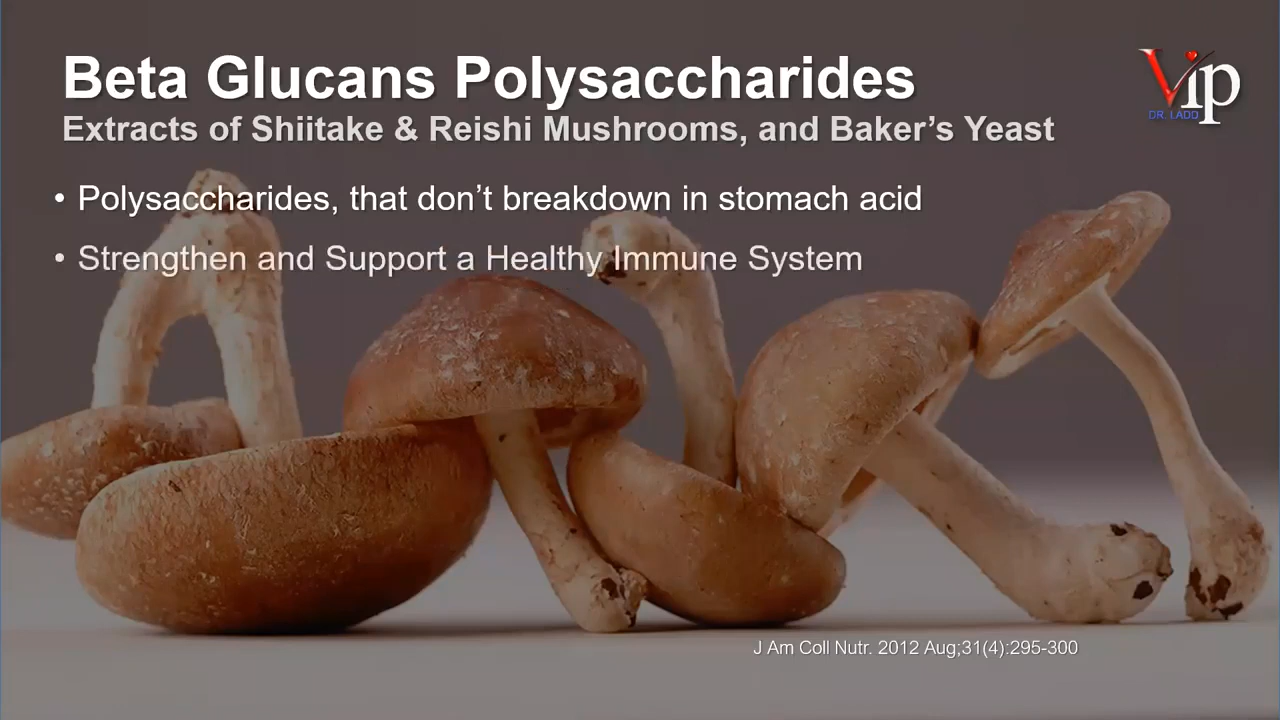 Beta Glucans Polysaccharides
Vip
DR. LADD
Extracts of Shiitake & Reishi Mushrooms, and Baker’s Yeast
• Polysaccharides, that don’t breakdown in stomach acid
• Strengthen and Support a Healthy Immune System
J Am Coll Nutr. 2012 Aug;31(4):295-300